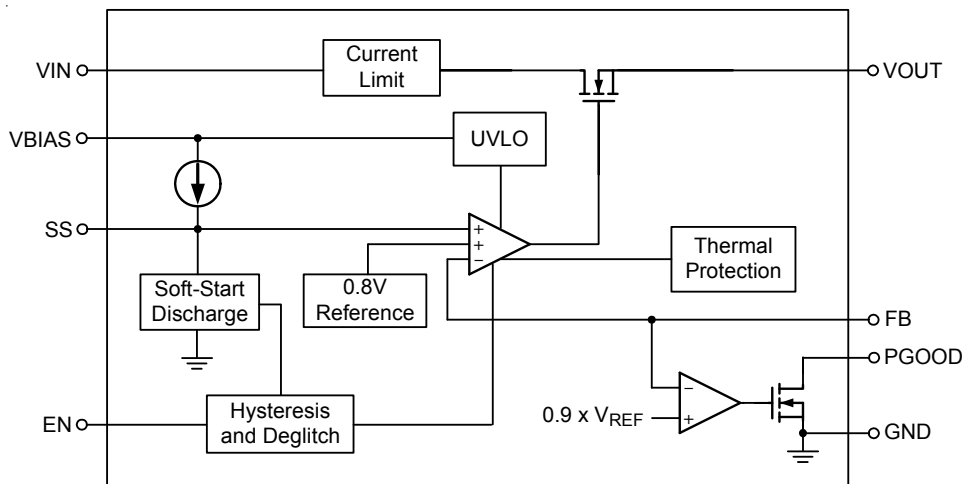 VIN
Current
Limit
VOUT
VBIAS
UVLO
SS
+
+
−
Thermal
Protection
Soft-Start
Discharge
0.8V
Reference
FB
PGOOD
−
+
0.9 x VREF
EN
Hysteresis
and Deglitch
GND